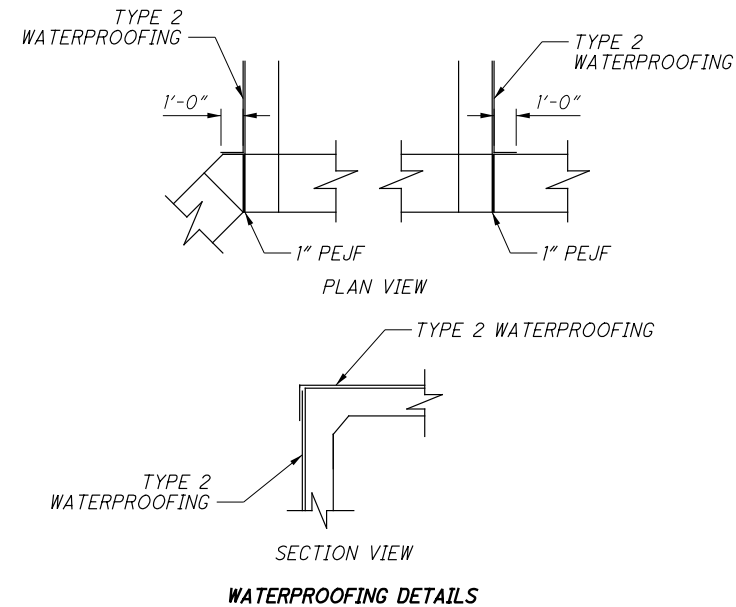 TYPE 2
WATERPROOFING
TYPE 2
WATERPROOFING
1'-0"
1'-0"
1" PEJF
1" PEJF
PLAN VIEW
TYPE 2 WATERPROOFING
TYPE 2
WATERPROOFING
SECTION VIEW
WATERPROOFING DETAILS